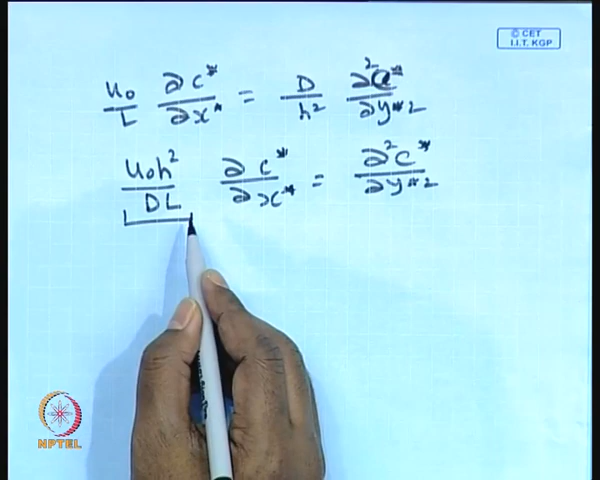 © CET
I.I.T. KGP
u₀/L ∂c*/∂x* = D/h² ∂²c*/∂y*²
u₀h²/DL ∂c*/∂x* = ∂²c*/∂y*²
NPTEL